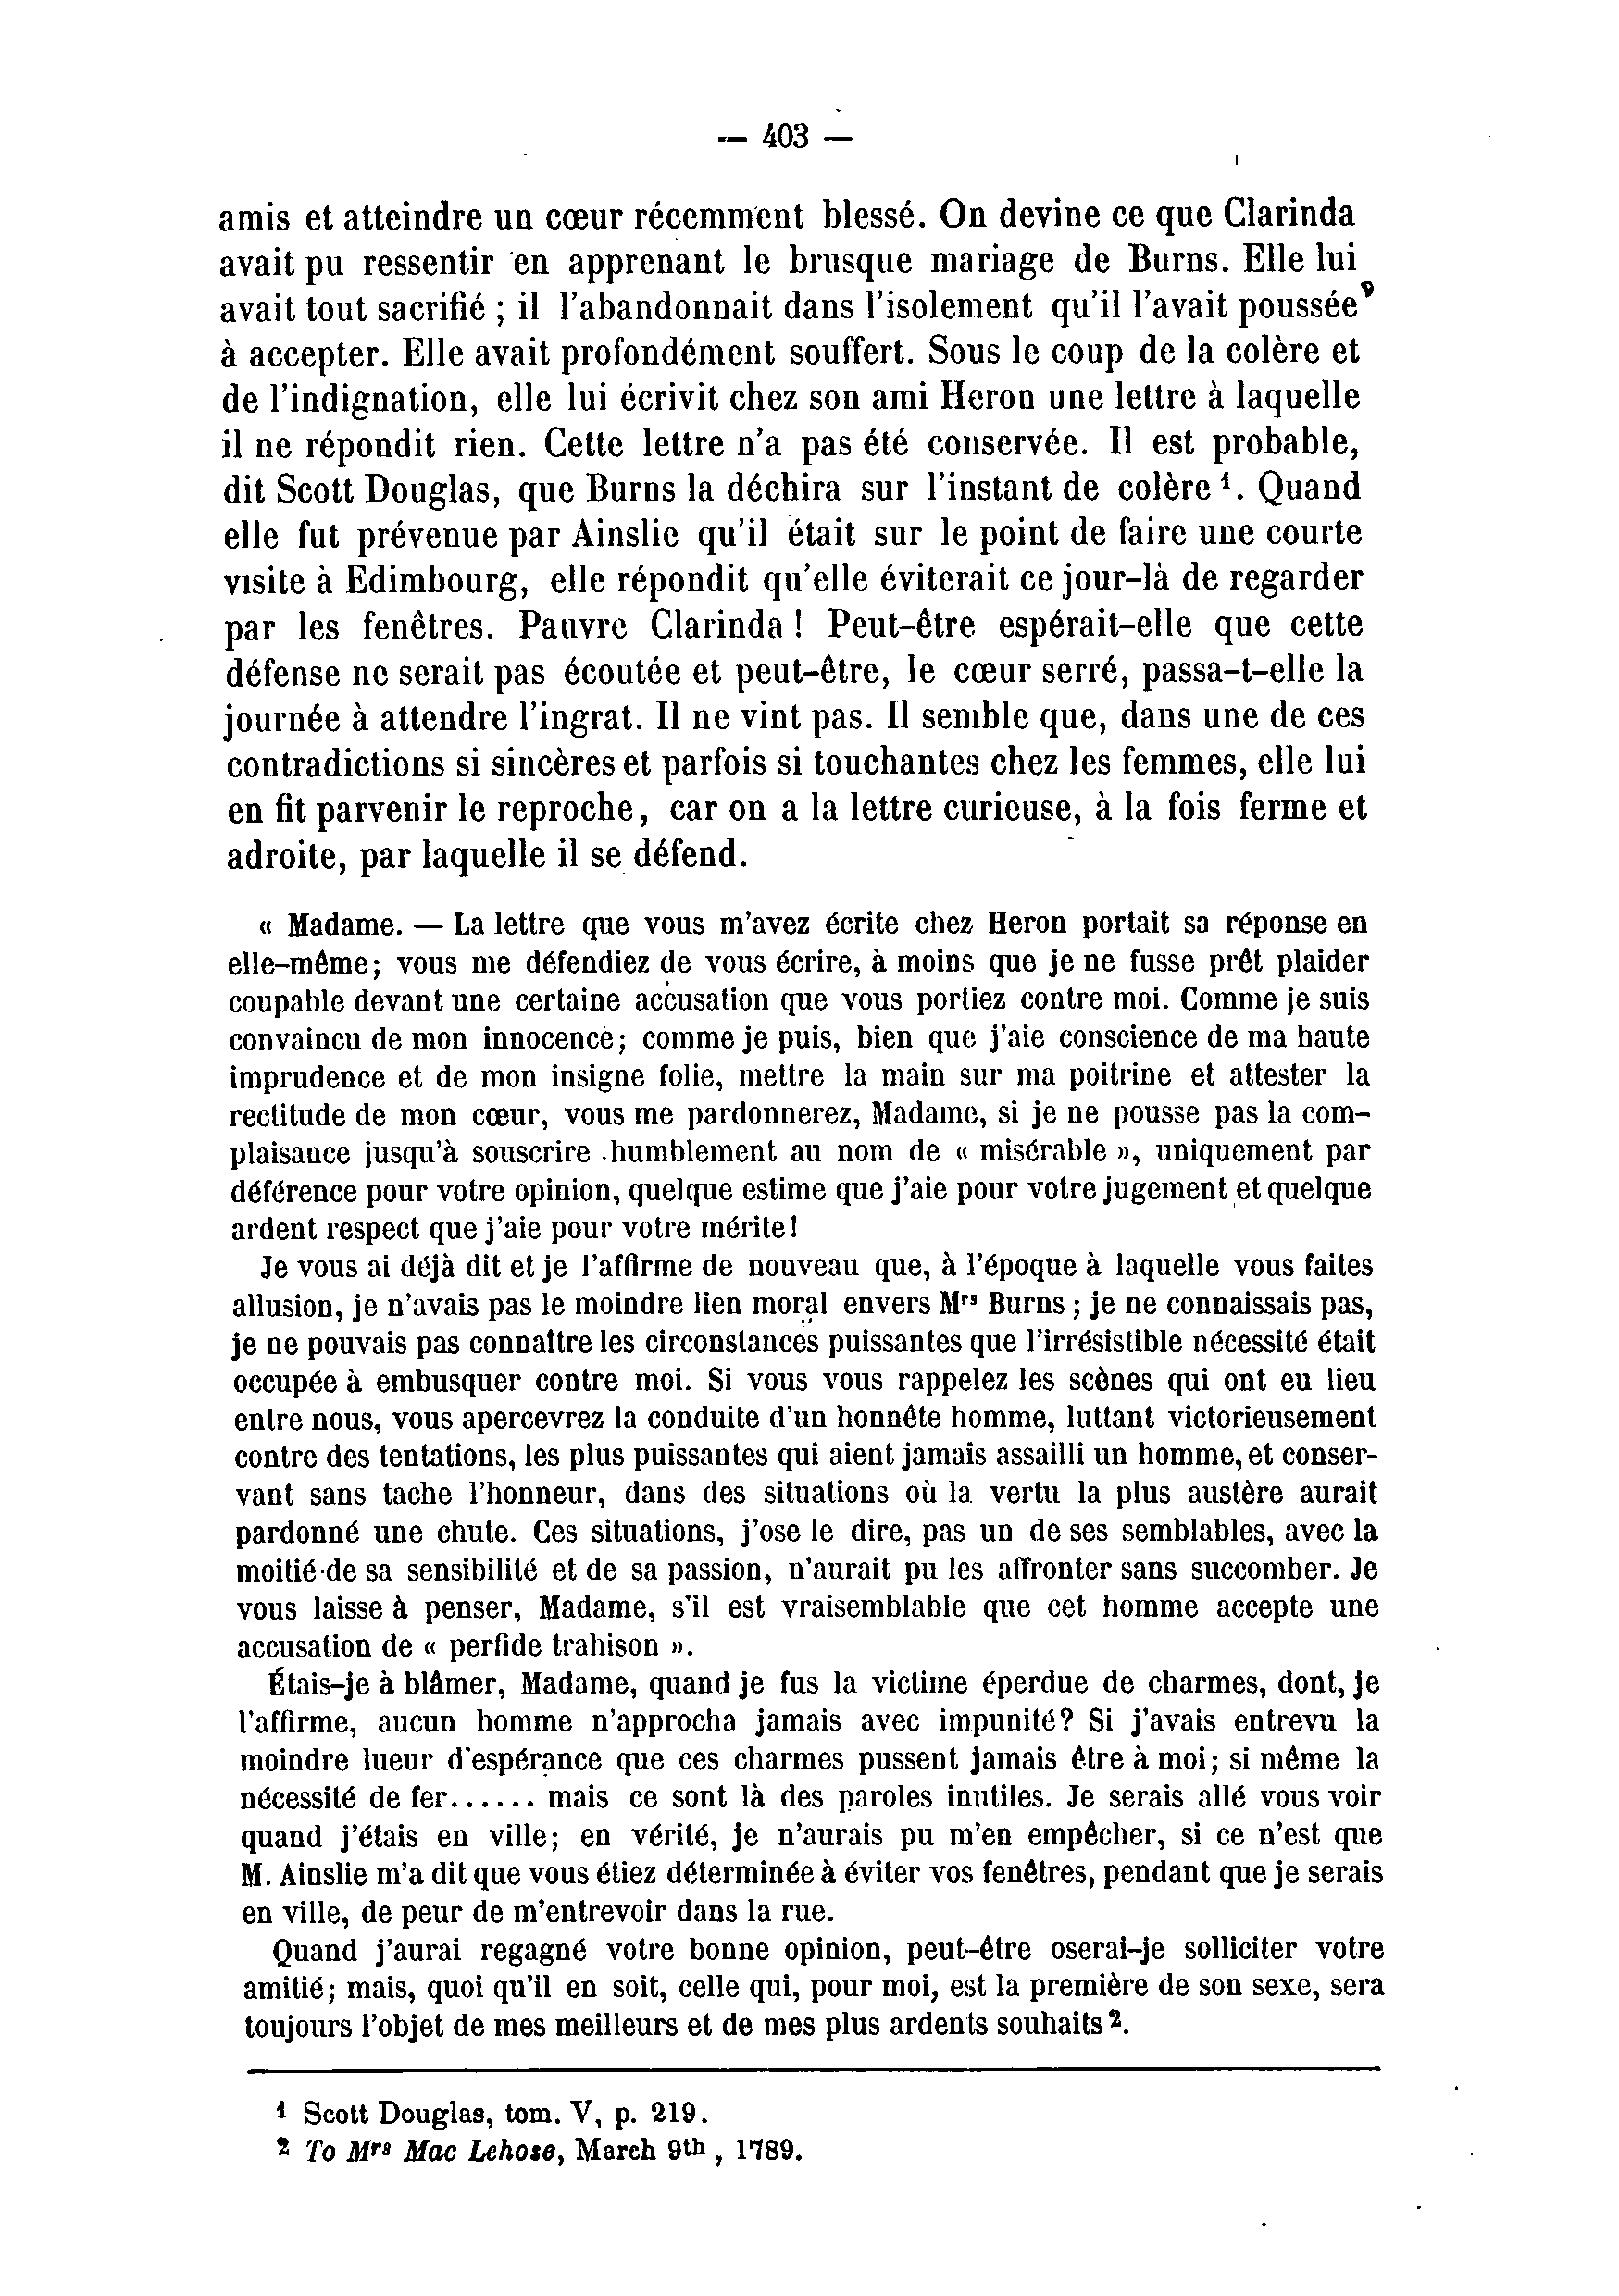 — 403 —
amis et atteindre un cœur récemment blessé. On devine ce que Clarinda
avait pu ressentir en apprenant le brusque mariage de Burns. Elle lui
avait tout sacrifié ; il l'abandonnait dans l'isolement qu'il l'avait poussée
à accepter. Elle avait profondément souffert. Sous le coup de la colère et
de l'indignation, elle lui écrivit chez son ami Heron une lettre à laquelle
il ne répondit rien. Cette lettre n'a pas été conservée. Il est probable,
dit Scott Douglas, que Burns la déchira sur l'instant de colère ¹. Quand
elle fut prévenue par Ainslie qu'il était sur le point de faire une courte
visite à Edimbourg, elle répondit qu'elle éviterait ce jour-là de regarder
par les fenêtres. Pauvre Clarinda ! Peut-être espérait-elle que cette
défense ne serait pas écoutée et peut-être, le cœur serré, passa-t-elle la
journée à attendre l'ingrat. Il ne vint pas. Il semble que, dans une de ces
contradictions si sincères et parfois si touchantes chez les femmes, elle lui
en fit parvenir le reproche, car on a la lettre curieuse, à la fois ferme et
adroite, par laquelle il se défend.
« Madame. — La lettre que vous m'avez écrite chez Heron portait sa réponse en
elle-même; vous me défendiez de vous écrire, à moins que je ne fusse prêt plaider
coupable devant une certaine accusation que vous portiez contre moi. Comme je suis
convaincu de mon innocence; comme je puis, bien que j'aie conscience de ma haute
imprudence et de mon insigne folie, mettre la main sur ma poitrine et attester la
rectitude de mon cœur, vous me pardonnerez, Madame, si je ne pousse pas la com-
plaisance jusqu'à souscrire humblement au nom de « misérable », uniquement par
déférence pour votre opinion, quelque estime que j'aie pour votre jugement et quelque
ardent respect que j'aie pour votre mérite!
Je vous ai déjà dit et je l'affirme de nouveau que, à l'époque à laquelle vous faites
allusion, je n'avais pas le moindre lien moral envers Mrs Burns ; je ne connaissais pas,
je ne pouvais pas connaître les circonstances puissantes que l'irrésistible nécessité était
occupée à embusquer contre moi. Si vous vous rappelez les scènes qui ont eu lieu
entre nous, vous apercevrez la conduite d'un honnête homme, luttant victorieusement
contre des tentations, les plus puissantes qui aient jamais assailli un homme, et conser-
vant sans tache l'honneur, dans des situations où la vertu la plus austère aurait
pardonné une chute. Ces situations, j'ose le dire, pas un de ses semblables, avec la
moitié de sa sensibilité et de sa passion, n'aurait pu les affronter sans succomber. Je
vous laisse à penser, Madame, s'il est vraisemblable que cet homme accepte une
accusation de « perfide trahison ».
Étais-je à blâmer, Madame, quand je fus la victime éperdue de charmes, dont, je
l'affirme, aucun homme n'approcha jamais avec impunité? Si j'avais entrevu la
moindre lueur d'espérance que ces charmes pussent jamais être à moi; si même la
nécessité de fer...... mais ce sont là des paroles inutiles. Je serais allé vous voir
quand j'étais en ville; en vérité, je n'aurais pu m'en empêcher, si ce n'est que
M. Ainslie m'a dit que vous étiez déterminée à éviter vos fenêtres, pendant que je serais
en ville, de peur de m'entrevoir dans la rue.
Quand j'aurai regagné votre bonne opinion, peut-être oserai-je solliciter votre
amitié; mais, quoi qu'il en soit, celle qui, pour moi, est la première de son sexe, sera
toujours l'objet de mes meilleurs et de mes plus ardents souhaits ².
¹ Scott Douglas, tom. V, p. 219.
² To Mrs Mac Lehose, March 9th , 1789.